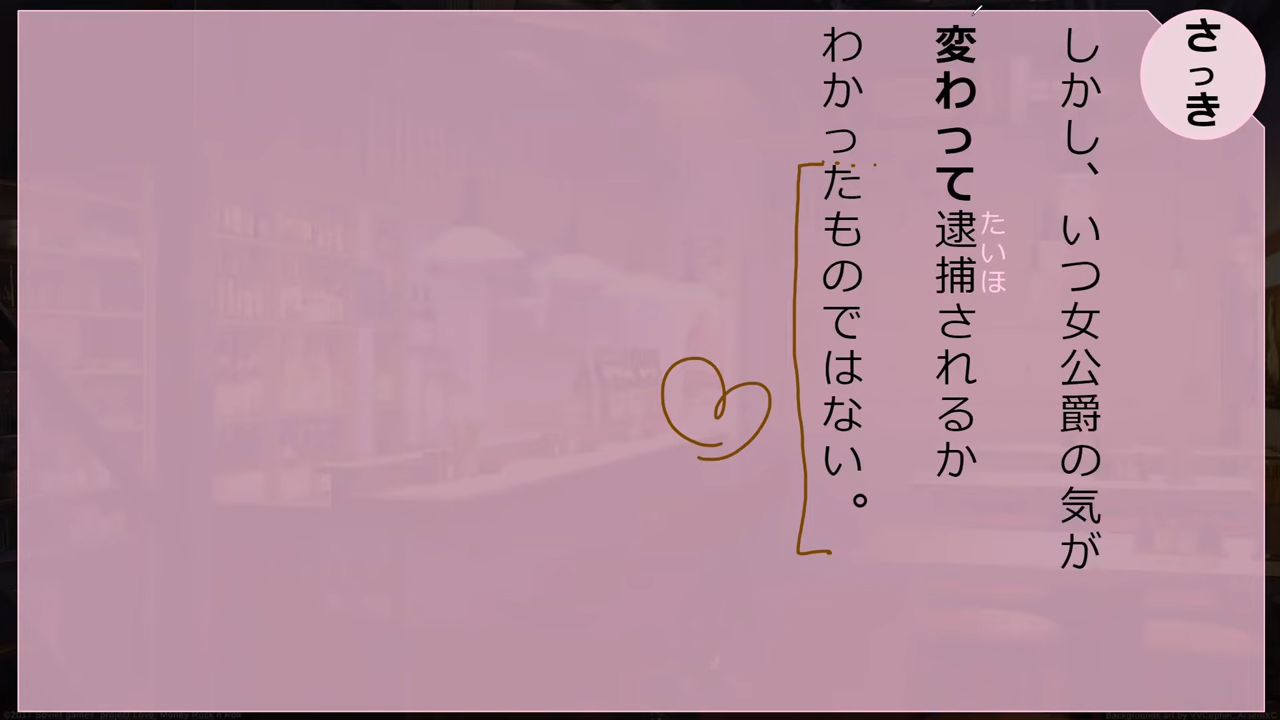 さっき
しかし、いつ女公爵の気が
変わって逮捕されるか
たいほ
わかったものではない。